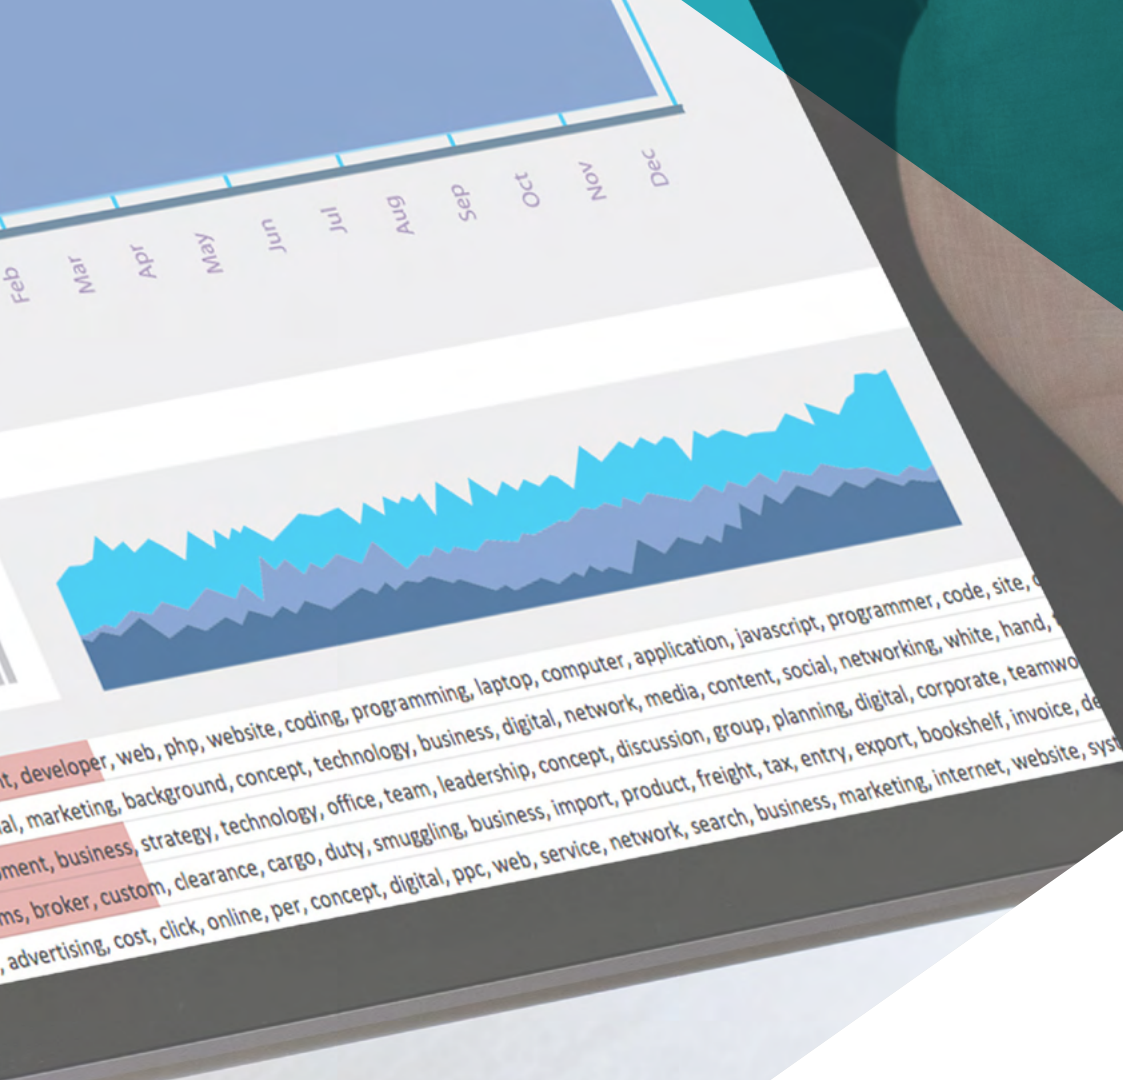 Feb Mar Apr May Jun Jul Aug Sep Oct Nov Dec
developer, web, php, website, coding, programming, laptop, computer, application, javascript, programmer, code, site,
marketing, background, concept, technology, business, digital, network, media, content, social, networking, white, hand,
business, strategy, technology, office, team, leadership, concept, discussion, group, planning, digital, corporate,
broker, custom, clearance, cargo, duty, smuggling, business, import, product, freight, tax, entry, export, bookshelf, invoice,
, advertising, cost, click, online, per, concept, digital, ppc, web, service, network, search, business, marketing, internet, website,